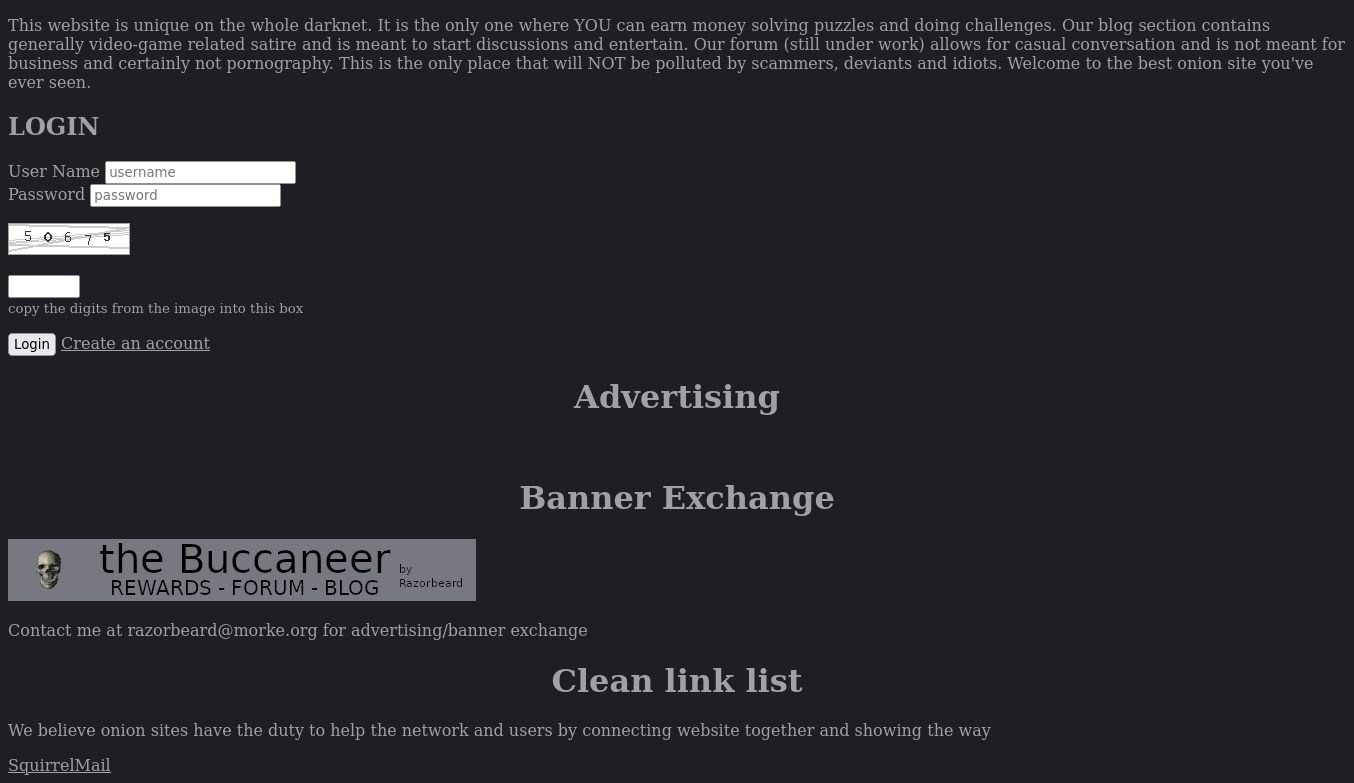 This website is unique on the whole darknet. It is the only one where YOU can earn money solving puzzles and doing challenges. Our blog section contains
generally video-game related satire and is meant to start discussions and entertain. Our forum (still under work) allows for casual conversation and is not meant for
business and certainly not pornography. This is the only place that will NOT be polluted by scammers, deviants and idiots. Welcome to the best onion site you've
ever seen.
LOGIN
User Name username
Password password
5 0 6 7 5
copy the digits from the image into this box
Login Create an account
Advertising
Banner Exchange
the Buccaneer by
REWARDS - FORUM - BLOG Razorbeard
Contact me at razorbeard@morke.org for advertising/banner exchange
Clean link list
We believe onion sites have the duty to help the network and users by connecting website together and showing the way
SquirrelMail